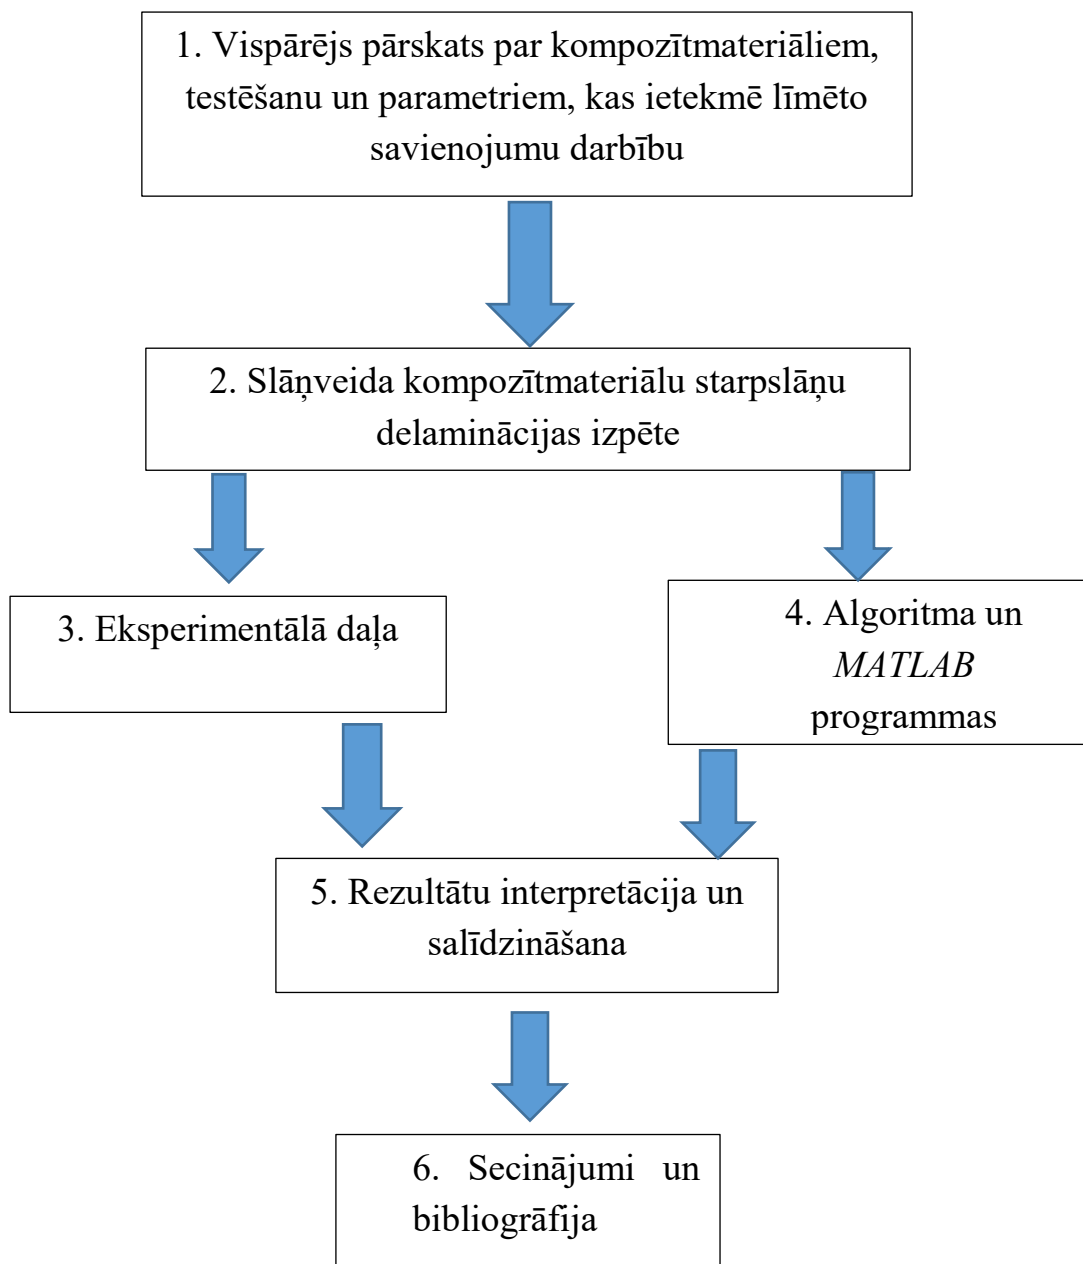 1. Vispārējs pārskats par kompozītmateriāliem,
testēšanu un parametriem, kas ietekmē līmēto
savienojumu darbību
2. Slāņveida kompozītmateriālu starpslāņu
delaminācijas izpēte
3. Eksperimentālā daļa
4. Algoritma un
MATLAB
programmas
5. Rezultātu interpretācija un
salīdzināšana
6. Secinājumi un
bibliogrāfija